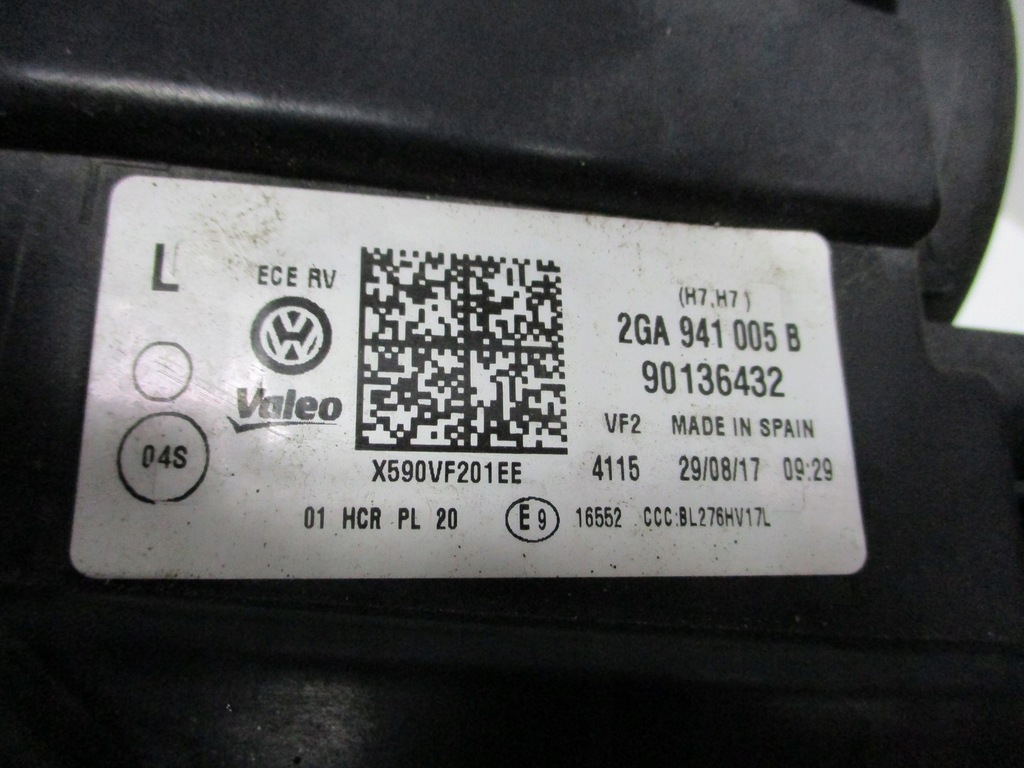 L
ECE RV
(H7,H7)
2GA 941 005 B
90136432
Valeo
VF2 MADE IN SPAIN
04S
X590VF201EE
4115 29/08/17 09:29
01 HCR PL 20
E9 16552 CCC:BL276HV17L